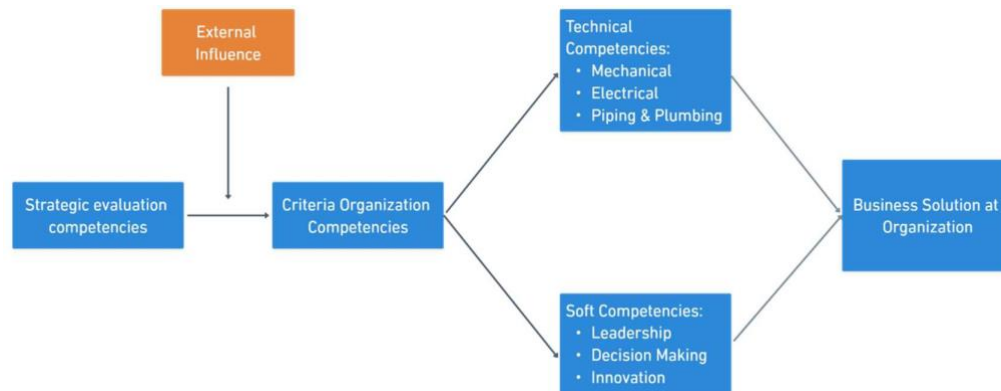 External
Influence
Technical
Competencies:
• Mechanical
• Electrical
• Piping & Plumbing
Strategic evaluation
competencies
Criteria Organization
Competencies
Business Solution at
Organization
Soft Competencies:
• Leadership
• Decision Making
• Innovation